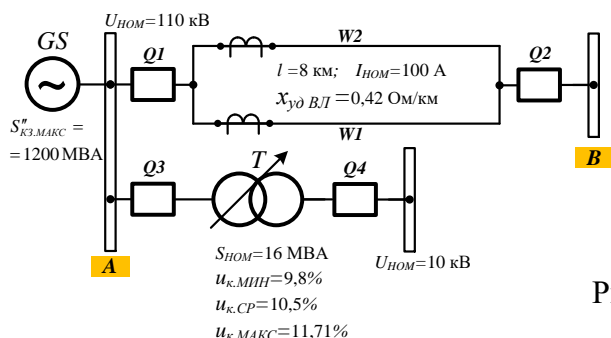 U_НОМ=110 кВ
GS
Q1
W2
Q2
l =8 км; I_НОМ=100 А
x_уд ВЛ =0,42 Ом/км
W1
S″_КЗ.МАКС =
=1200 МВА
B
Q3
T
Q4
A
S_НОМ=16 МВА
U_НОМ=10 кВ
u_к.МИН=9,8%
u_к.СР=10,5%
u_к.МАКС=11,71%